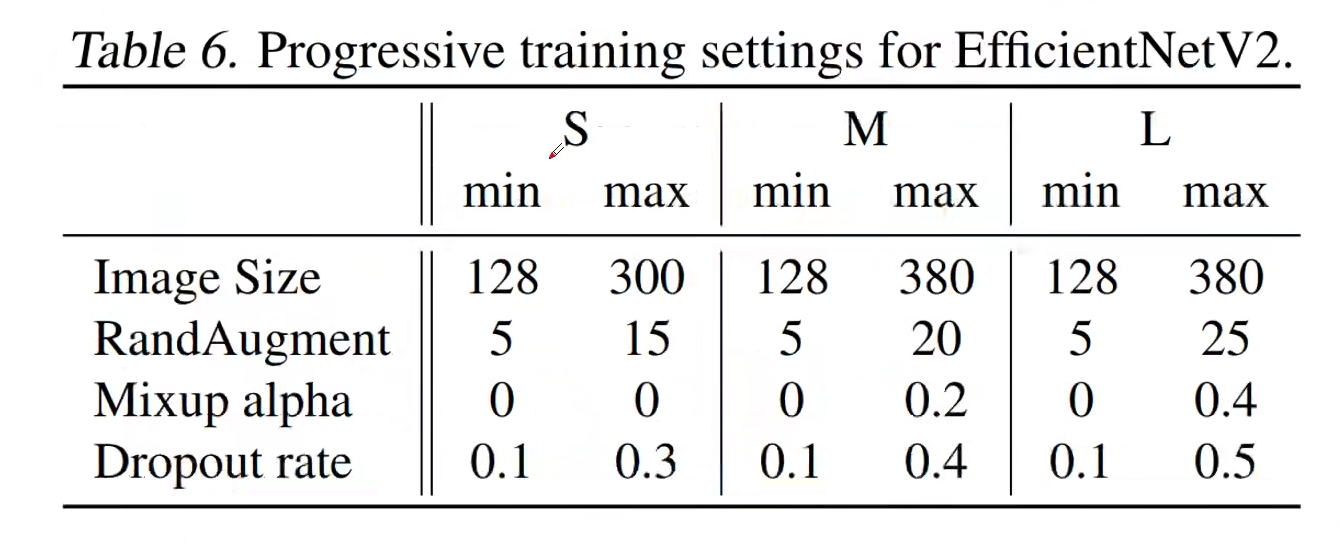 Table 6. Progressive training settings for EfficientNetV2.
S M L
min max min max min max
Image Size 128 300 128 380 128 380
RandAugment 5 15 5 20 5 25
Mixup alpha 0 0 0 0.2 0 0.4
Dropout rate 0.1 0.3 0.1 0.4 0.1 0.5